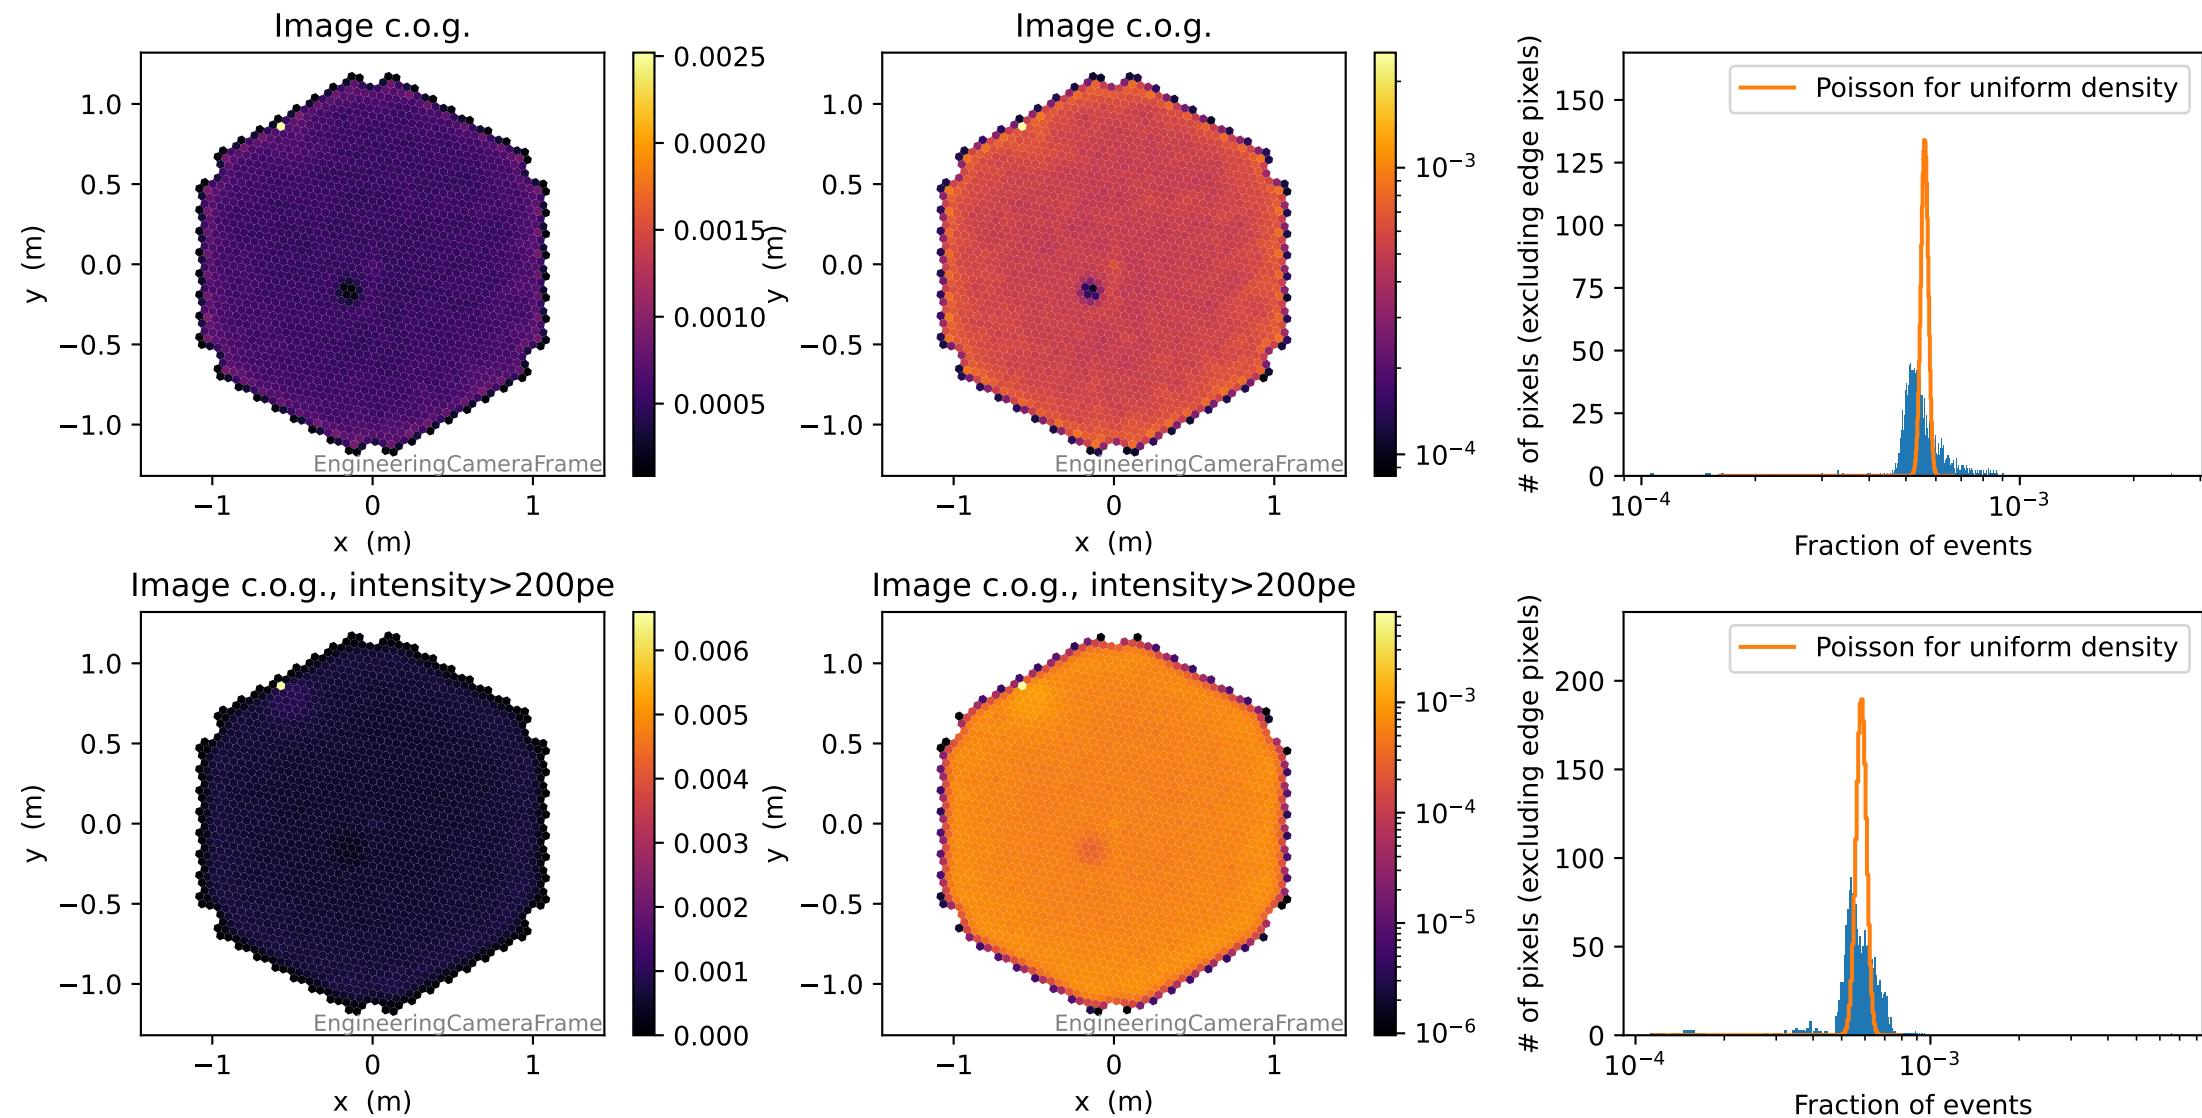 Image c.o.g.
1.0
0.5
0.0
−0.5
−1.0
y (m)
−1 0 1
x (m)
EngineeringCameraFrame
0.0025
0.0020
0.0015
0.0010
0.0005
Image c.o.g.
1.0
0.5
0.0
−0.5
−1.0
y (m)
−1 0 1
x (m)
EngineeringCameraFrame
10−3
10−4
# of pixels (excluding edge pixels)
150
125
100
75
50
25
0
Poisson for uniform density
10−4 10−3
Fraction of events
Image c.o.g., intensity>200pe
1.0
0.5
0.0
−0.5
−1.0
y (m)
−1 0 1
x (m)
EngineeringCameraFrame
0.006
0.005
0.004
0.003
0.002
0.001
0.000
Image c.o.g., intensity>200pe
1.0
0.5
0.0
−0.5
−1.0
y (m)
−1 0 1
x (m)
EngineeringCameraFrame
10−3
10−4
10−5
10−6
# of pixels (excluding edge pixels)
200
150
100
50
0
Poisson for uniform density
10−4 10−3
Fraction of events